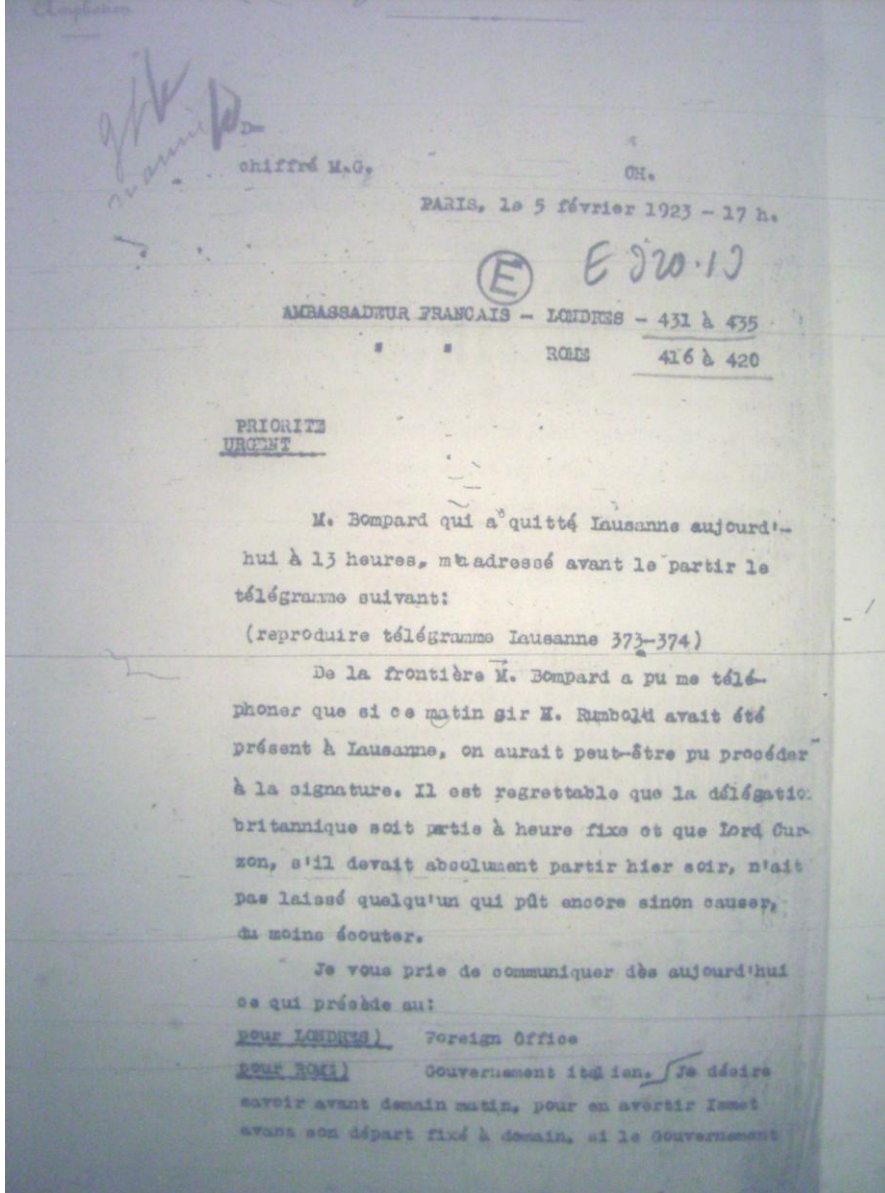 D-
chiffré M.G. CH.
PARIS, le 5 février 1923 - 17 h.
E E
AMBASSADEUR FRANCAIS - LONDRES - 431 à 435
" " ROME 416 à 420
PRIORITE
URGENT
M. Bompard qui a quitté Lausanne aujourd'-
hui à 13 heures, m'a adressé avant le partir le
télégramme suivant:
(reproduire télégramme Lausanne 373-374)
De la frontière M. Bompard a pu me télé-
phoner que si ce matin Sir H. Rumbold avait été
présent à Lausanne, on aurait peut-être pu procéder
à la signature. Il est regrettable que la délégatio
britannique soit partie à heure fixe et que Lord Cur-
zon, s'il devait absolument partir hier soir, n'ait
pas laissé quelqu'un qui pût encore sinon causer,
du moins écouter.
Je vous prie de communiquer dès aujourd'hui
ce qui précède au:
pour LONDRES) Foreign Office
pour ROME) Gouvernement italien. Je désire
savoir avant demain matin, pour en avertir Ismet
avant son départ fixé à demain, si le Gouvernement